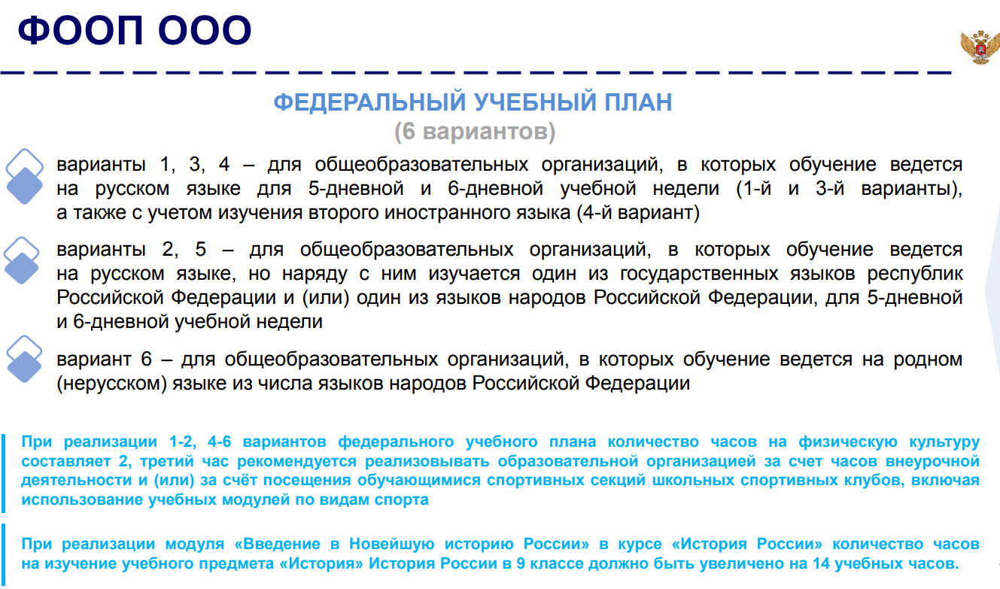 ФООП ООО
ФЕДЕРАЛЬНЫЙ УЧЕБНЫЙ ПЛАН
(6 вариантов)
варианты 1, 3, 4 – для общеобразовательных организаций, в которых обучение ведется
на русском языке для 5-дневной и 6-дневной учебной недели (1-й и 3-й варианты),
а также с учетом изучения второго иностранного языка (4-й вариант)
варианты 2, 5 – для общеобразовательных организаций, в которых обучение ведется
на русском языке, но наряду с ним изучается один из государственных языков республик
Российской Федерации и (или) один из языков народов Российской Федерации, для 5-дневной
и 6-дневной учебной недели
вариант 6 – для общеобразовательных организаций, в которых обучение ведется на родном
(нерусском) языке из числа языков народов Российской Федерации
При реализации 1-2, 4-6 вариантов федерального учебного плана количество часов на физическую культуру
составляет 2, третий час рекомендуется реализовывать образовательной организацией за счет часов внеурочной
деятельности и (или) за счёт посещения обучающимися спортивных секций школьных спортивных клубов, включая
использование учебных модулей по видам спорта
При реализации модуля «Введение в Новейшую историю России» в курсе «История России» количество часов
на изучение учебного предмета «История» История России в 9 классе должно быть увеличено на 14 учебных часов.